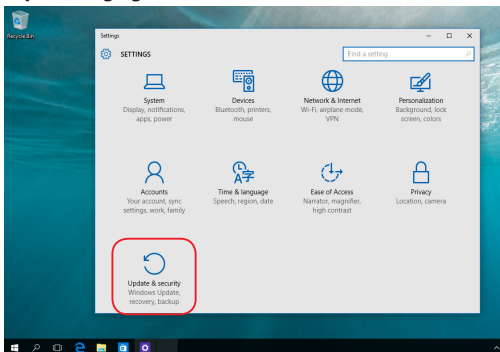 Recycle Bin
Settings
SETTINGS
Find a setting
System
Display, notifications,
apps, power
Devices
Bluetooth, printers,
mouse
Network & Internet
Wi-Fi, airplane mode,
VPN
Personalization
Background, lock
screen, colors
Accounts
Your account, sync
settings, work, family
Time & language
Speech, region, date
Ease of Access
Narrator, magnifier,
high contrast
Privacy
Location, camera
Update & security
Windows Update,
recovery, backup